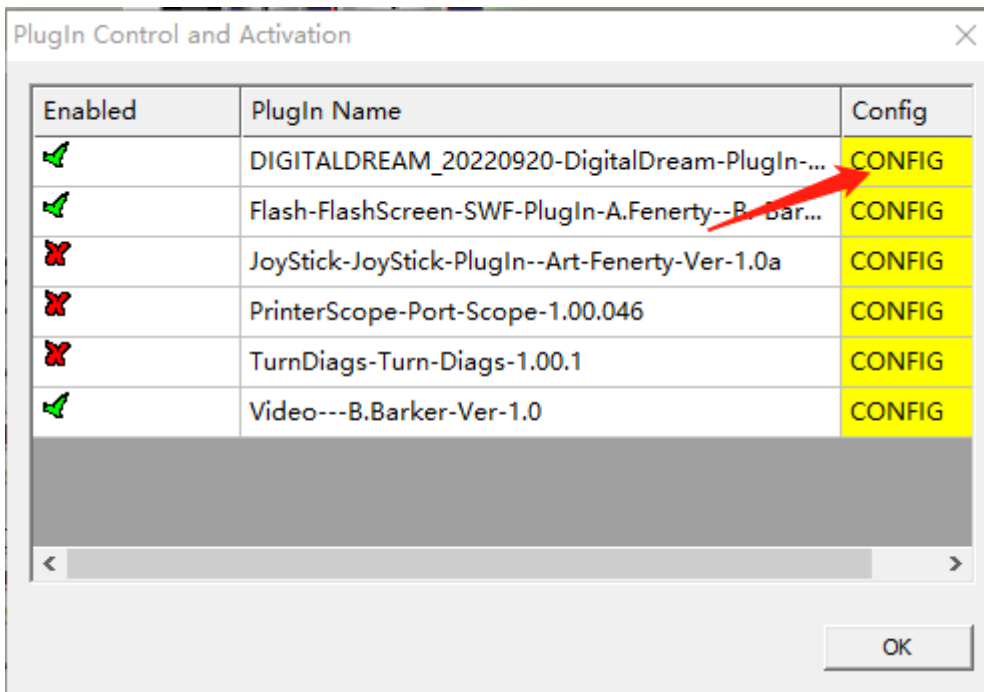 PlugIn Control and Activation
Enabled PlugIn Name Config
DIGITALDREAM_20220920-DigitalDream-PlugIn-... CONFIG
Flash-FlashScreen-SWF-PlugIn-A.Fenerty--B. Bar... CONFIG
JoyStick-JoyStick-PlugIn--Art-Fenerty-Ver-1.0a CONFIG
PrinterScope-Port-Scope-1.00.046 CONFIG
TurnDiags-Turn-Diags-1.00.1 CONFIG
Video---B.Barker-Ver-1.0 CONFIG
OK